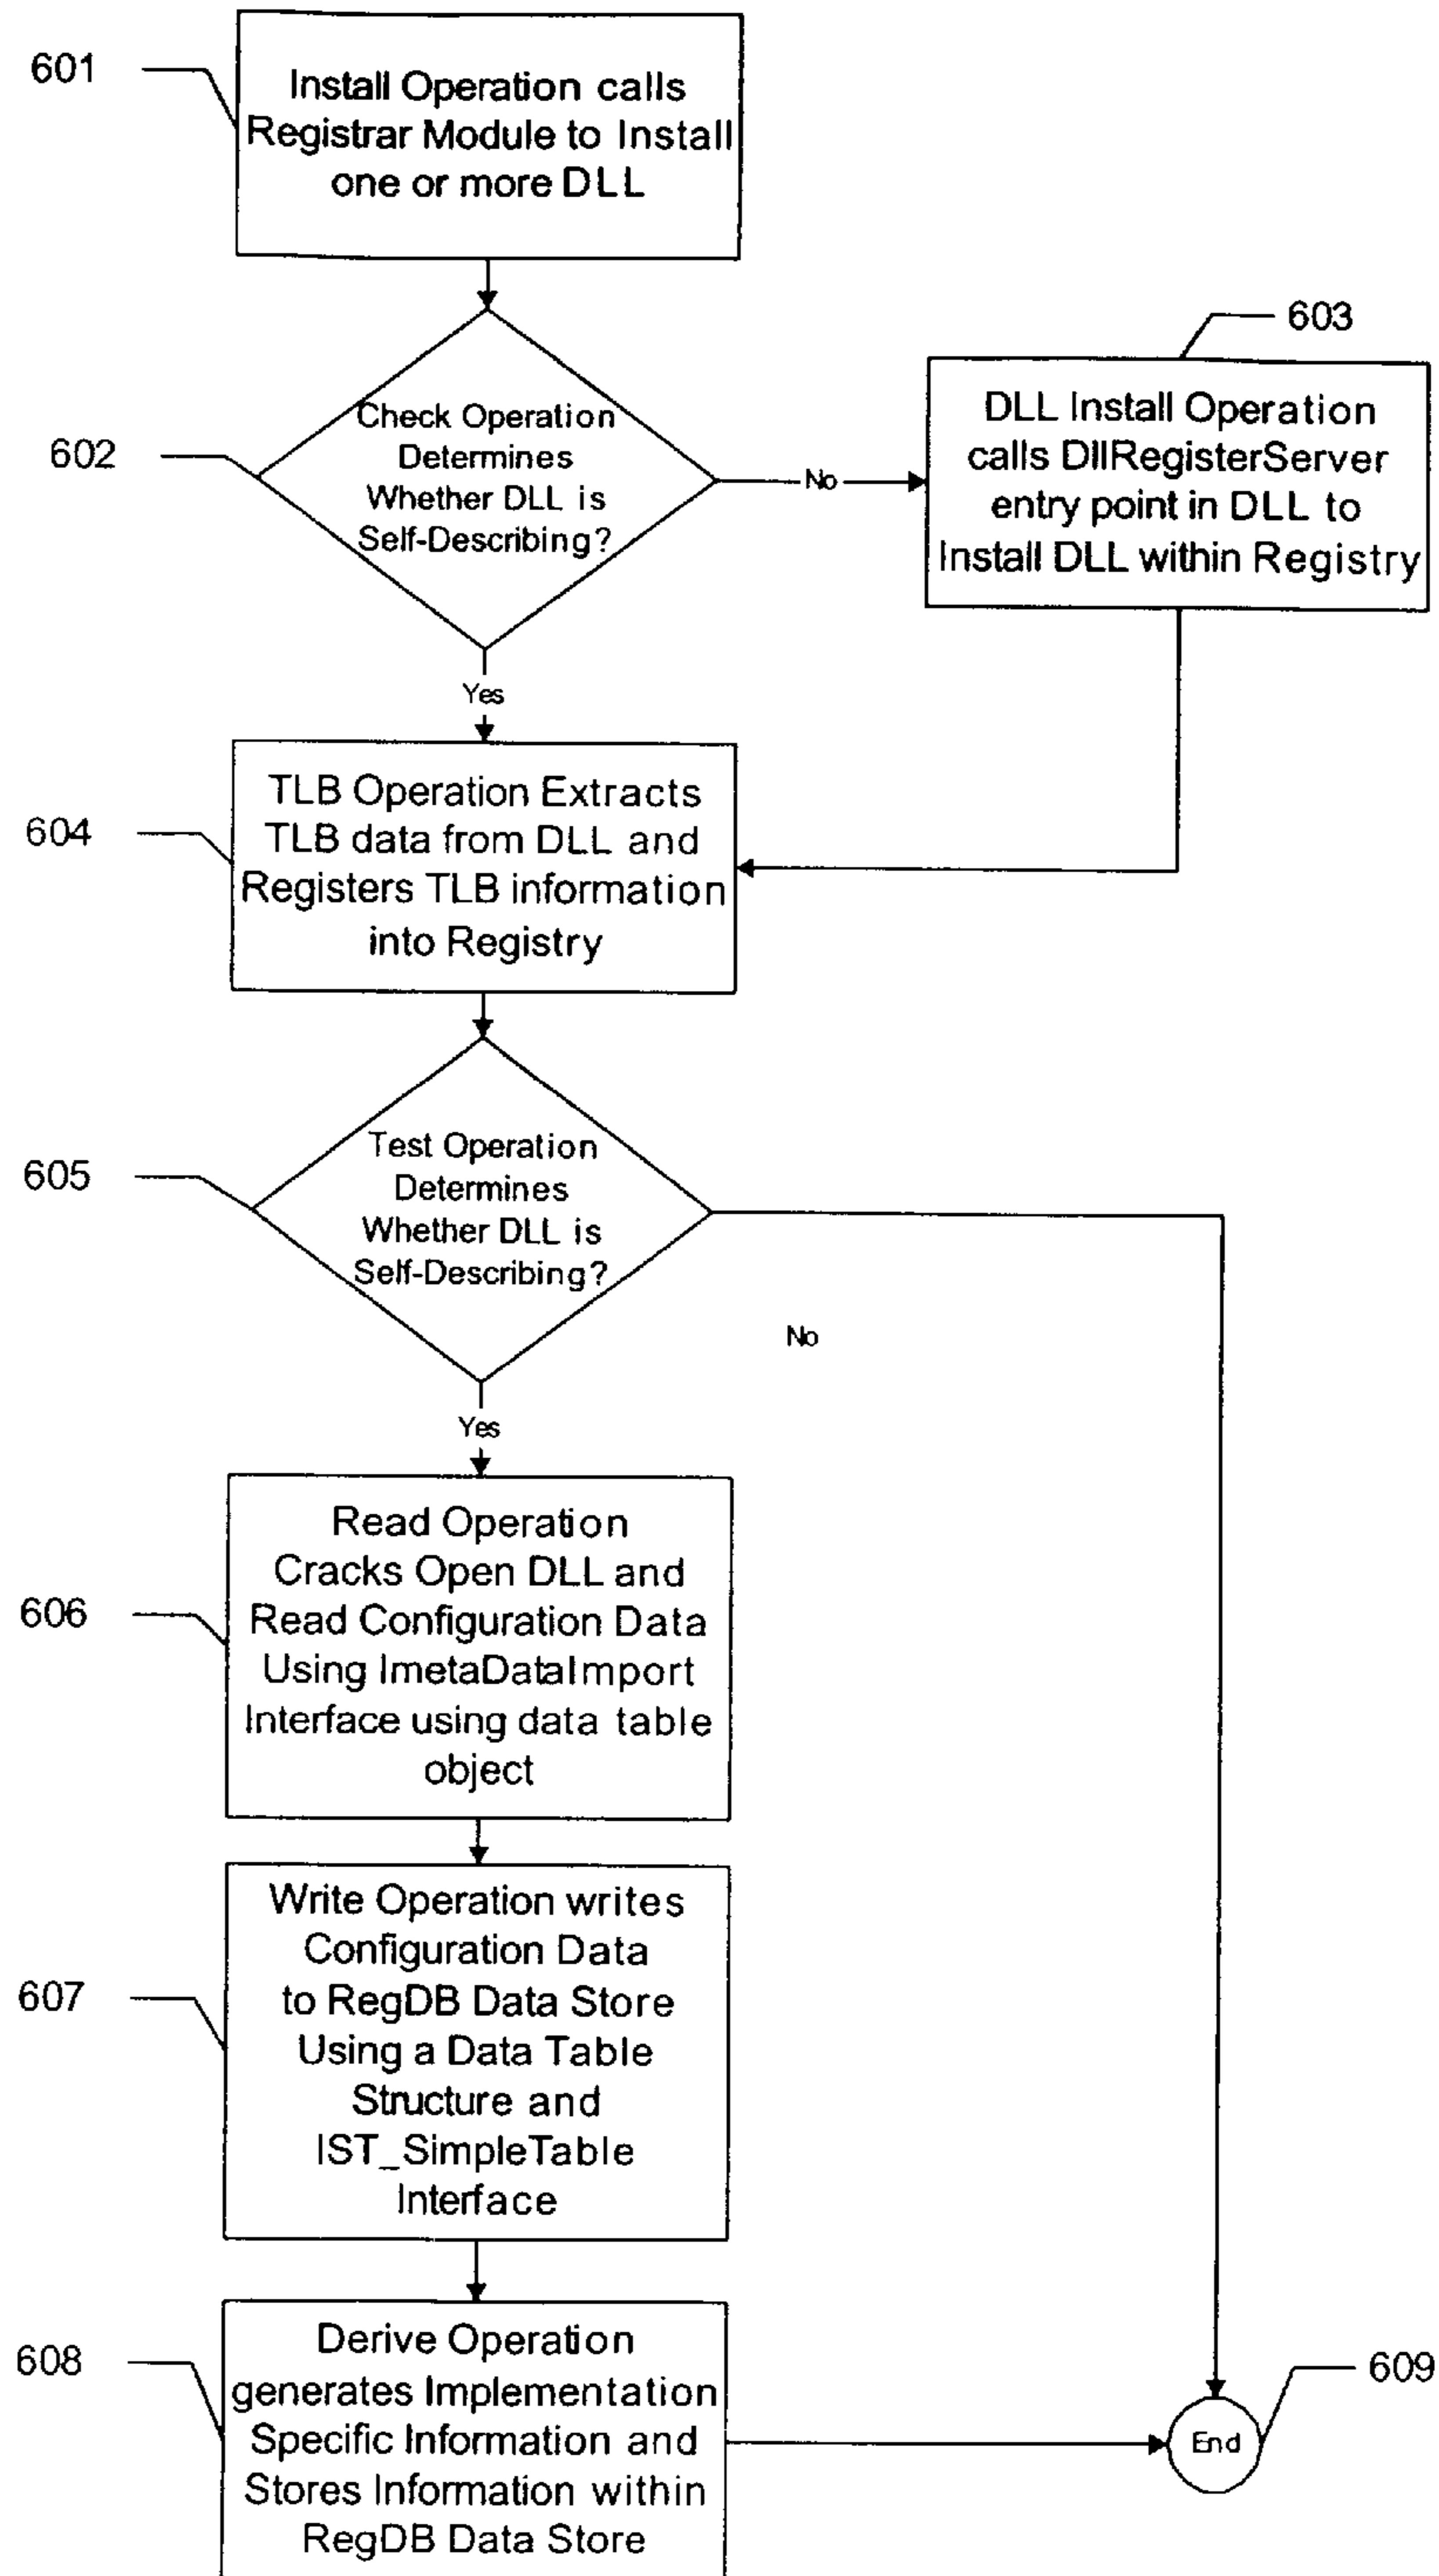 601
Install Operation calls
Registrar Module to Install
one or more DLL
603
602
Check Operation
Determines
Whether DLL is
Self-Describing?
No
DLL Install Operation
calls DllRegisterServer
entry point in DLL to
Install DLL within Registry
Yes
604
TLB Operation Extracts
TLB data from DLL and
Registers TLB information
into Registry
605
Test Operation
Determines
Whether DLL is
Self-Describing?
No
Yes
606
Read Operation
Cracks Open DLL and
Read Configuration Data
Using ImetaDataImport
Interface using data table
object
607
Write Operation writes
Configuration Data
to RegDB Data Store
Using a Data Table
Structure and
IST_SimpleTable
Interface
608
Derive Operation
generates Implementation
Specific Information and
Stores Information within
RegDB Data Store
609
End